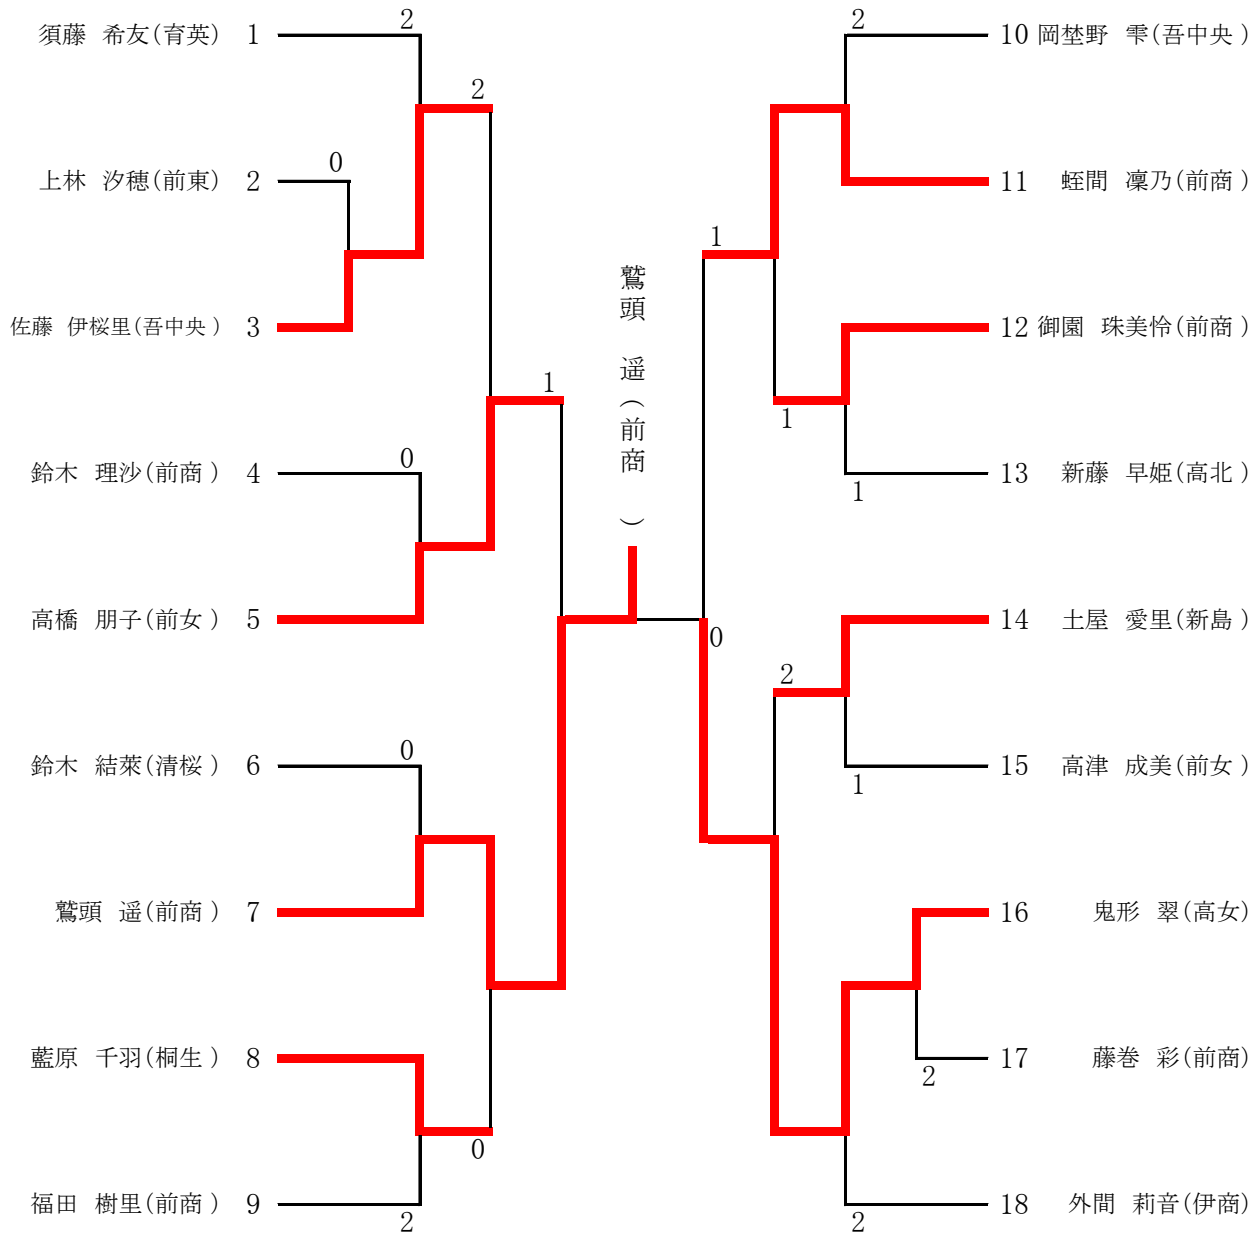 須藤 希友(育英) 1
2
上林 汐穂(前東) 2
0
佐藤 伊桜里(吾中央) 3
2
鈴木 理沙(前商) 4
0
高橋 朋子(前女) 5
1
鈴木 結萊(清桜) 6
0
鷲頭 遥(前商) 7
藍原 千羽(桐生) 8
0
福田 樹里(前商) 9
2
鷲頭 遥(前商)
0
2
10 岡埜野 雫(吾中央)
11 蛭間 凜乃(前商)
1
12 御園 珠美怜(前商)
1
13 新藤 早姫(高北)
1
14 土屋 愛里(新島)
2
15 高津 成美(前女)
1
16 鬼形 翠(高女)
17 藤巻 彩(前商)
2
18 外間 莉音(伊商)
2